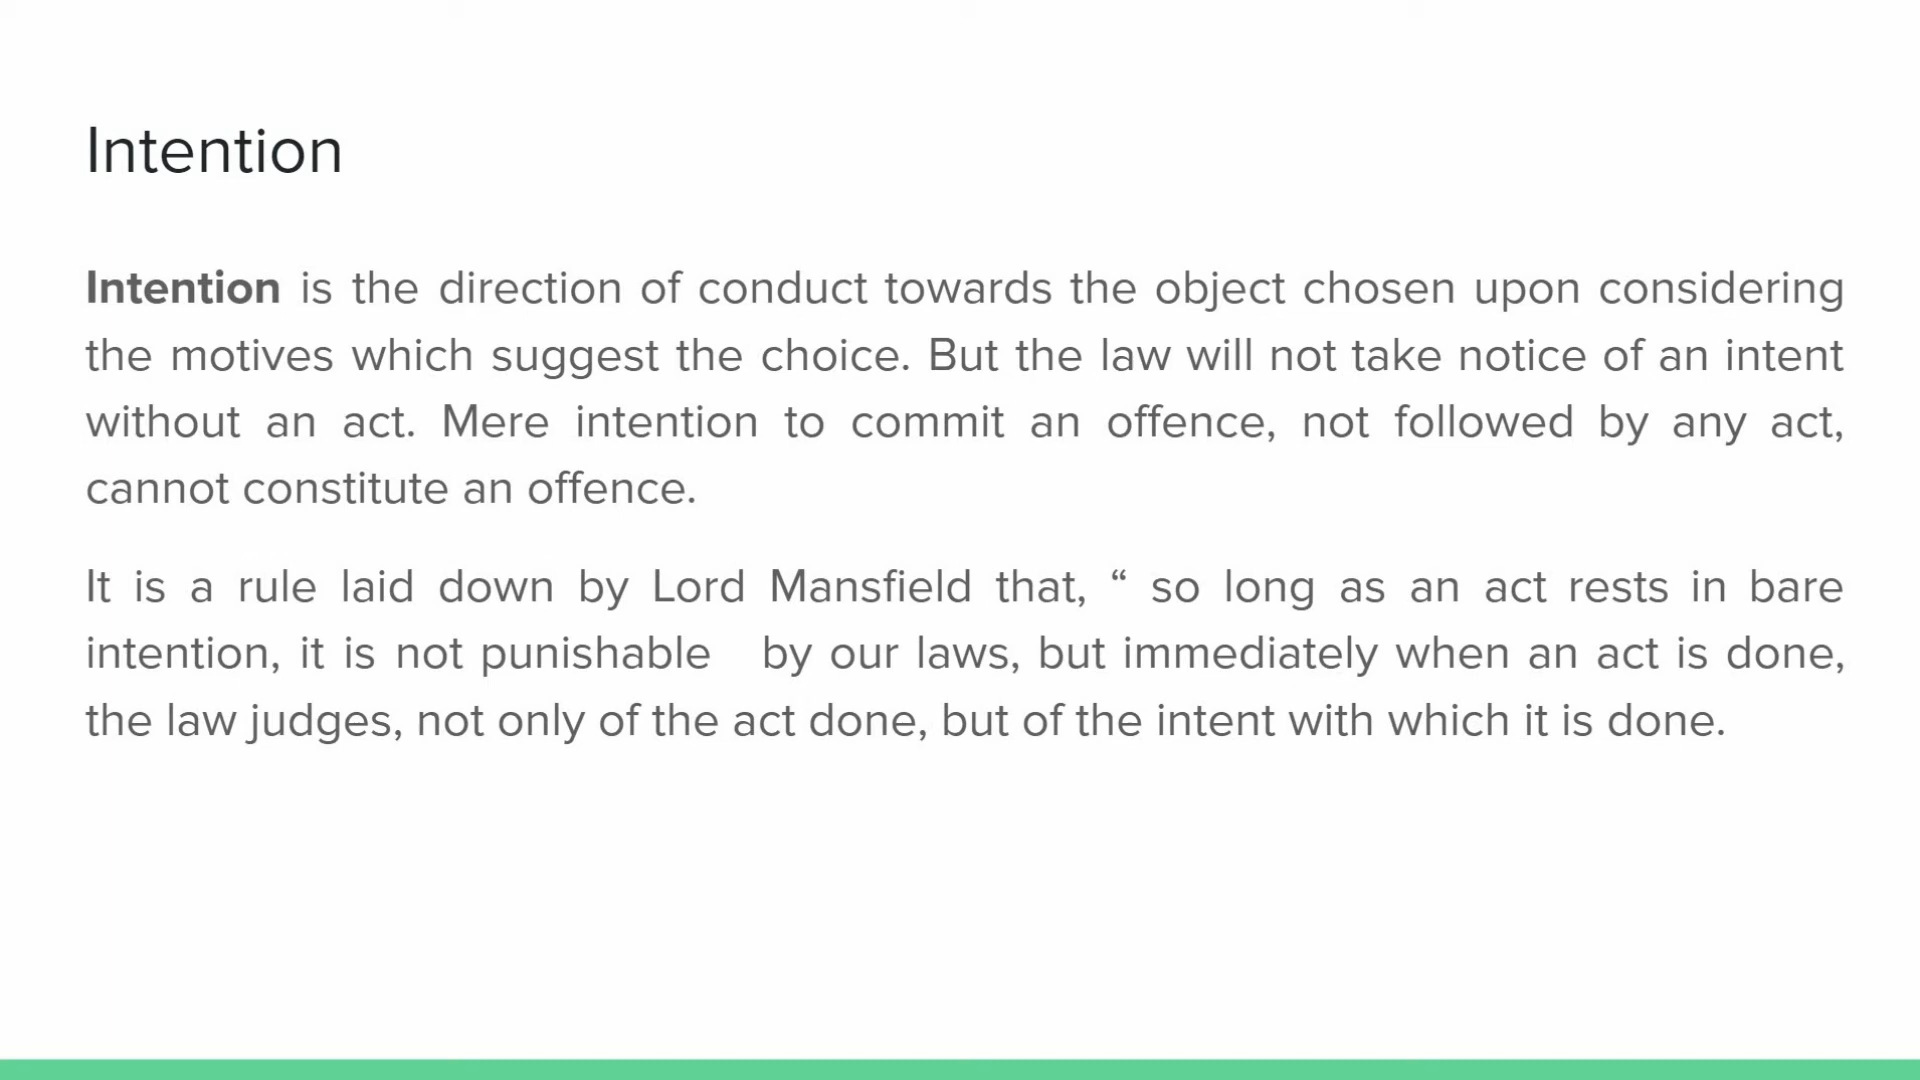 Intention
Intention is the direction of conduct towards the object chosen upon considering
the motives which suggest the choice. But the law will not take notice of an intent
without an act. Mere intention to commit an offence, not followed by any act,
cannot constitute an offence.
It is a rule laid down by Lord Mansfield that, “ so long as an act rests in bare
intention, it is not punishable   by our laws, but immediately when an act is done,
the law judges, not only of the act done, but of the intent with which it is done.